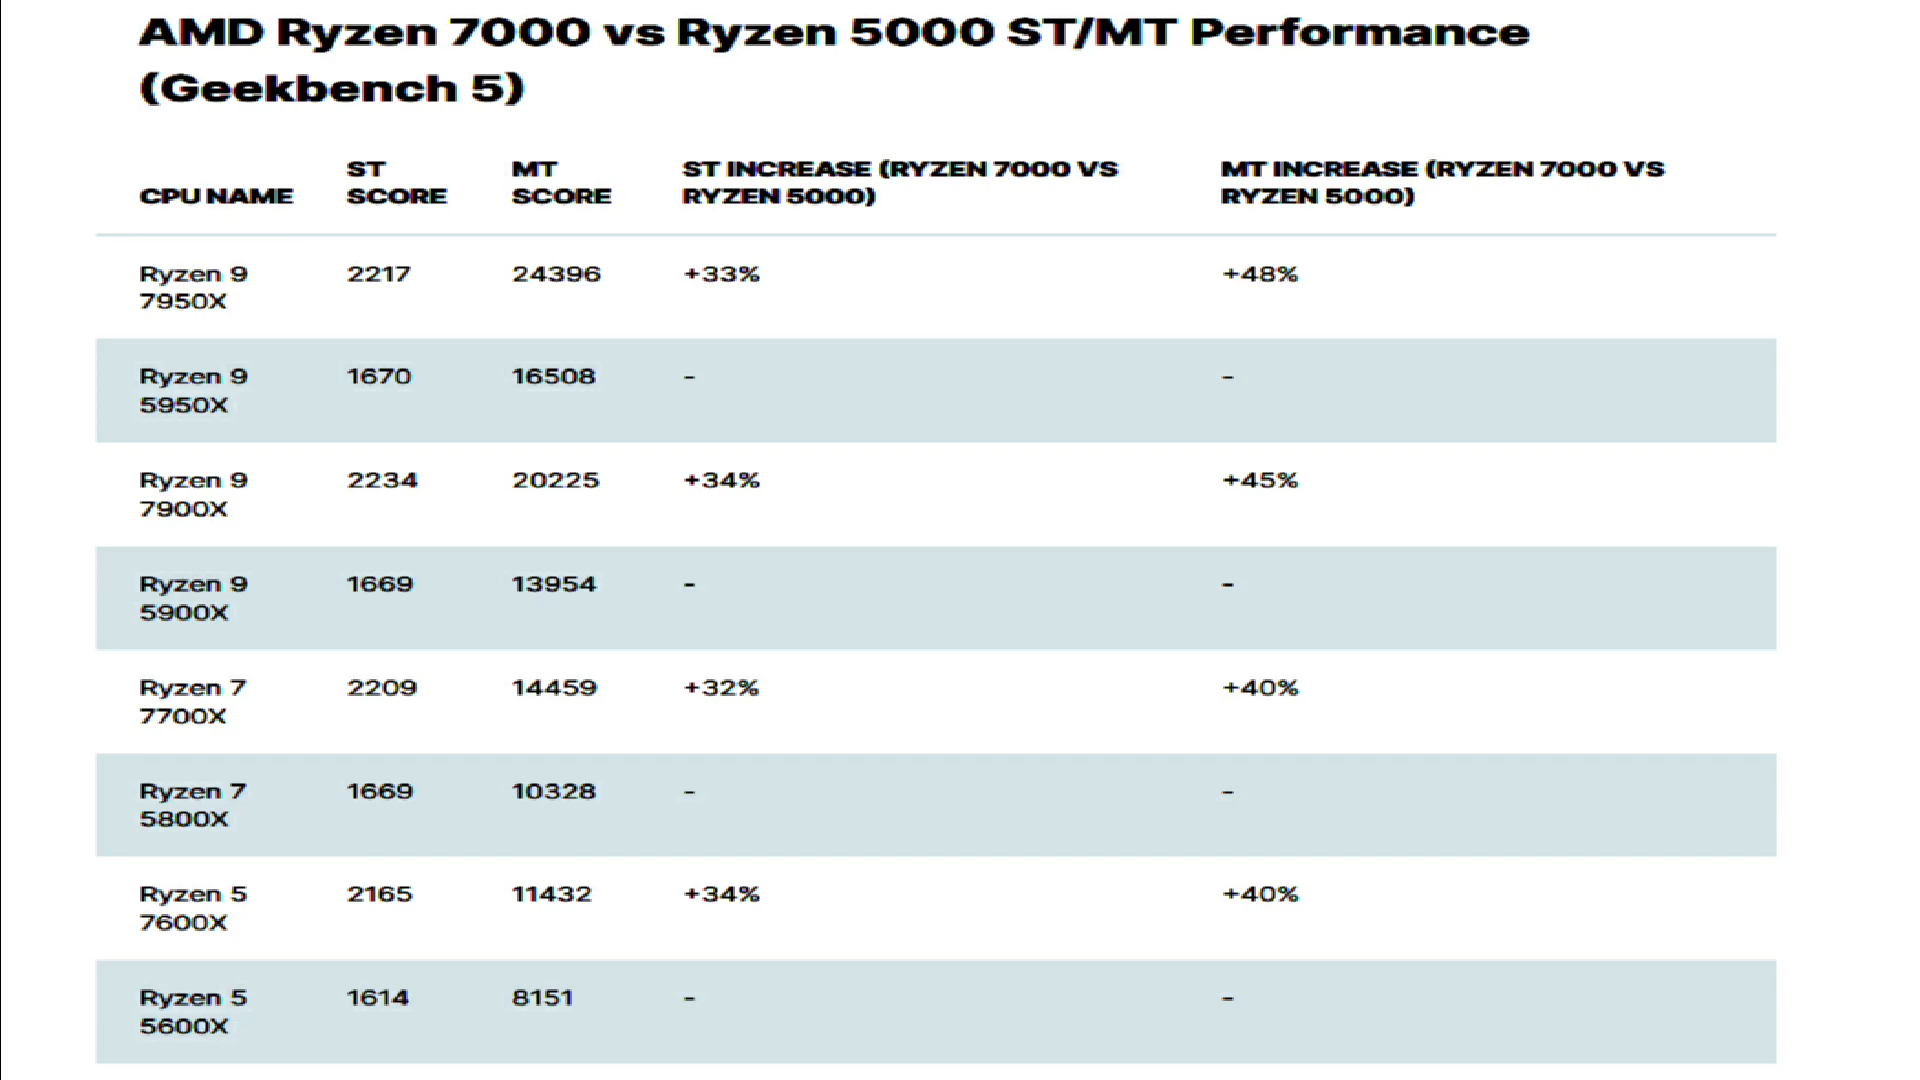 AMD Ryzen 7000 vs Ryzen 5000 ST/MT Performance
(Geekbench 5)
CPU NAME
ST
SCORE
MT
SCORE
ST INCREASE (RYZEN 7000 VS
RYZEN 5000)
MT INCREASE (RYZEN 7000 VS
RYZEN 5000)
Ryzen 9
7950X
2217
24396
+33%
+48%
Ryzen 9
5950X
1670
16508
-
-
Ryzen 9
7900X
2234
20225
+34%
+45%
Ryzen 9
5900X
1669
13954
-
-
Ryzen 7
7700X
2209
14459
+32%
+40%
Ryzen 7
5800X
1669
10328
-
-
Ryzen 5
7600X
2165
11432
+34%
+40%
Ryzen 5
5600X
1614
8151
-
-